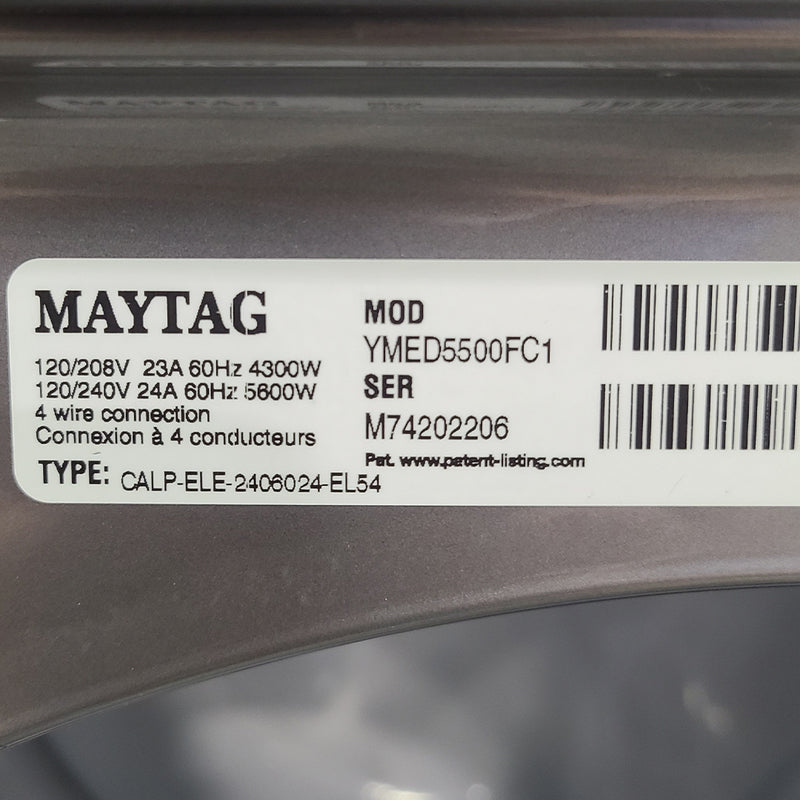 MAYTAG
120/208V 23A 60Hz 4300W
120/240V 24A 60Hz 5600W
4 wire connection
Connexion à 4 conducteurs
TYPE: CALP-ELE-2406024-EL54
MOD
YMED5500FC1
SER
M74202206
Pat. www.patent-listing.com